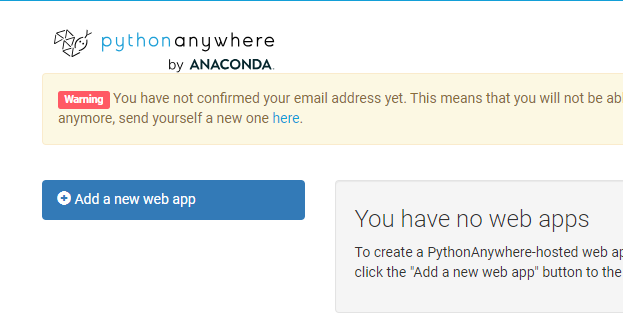 pythonanywhere
by ANACONDA.
Warning You have not confirmed your email address yet. This means that you will not be
anymore, send yourself a new one here.
Add a new web app
You have no web apps
To create a PythonAnywhere-hosted web
click the "Add a new web app" button to the